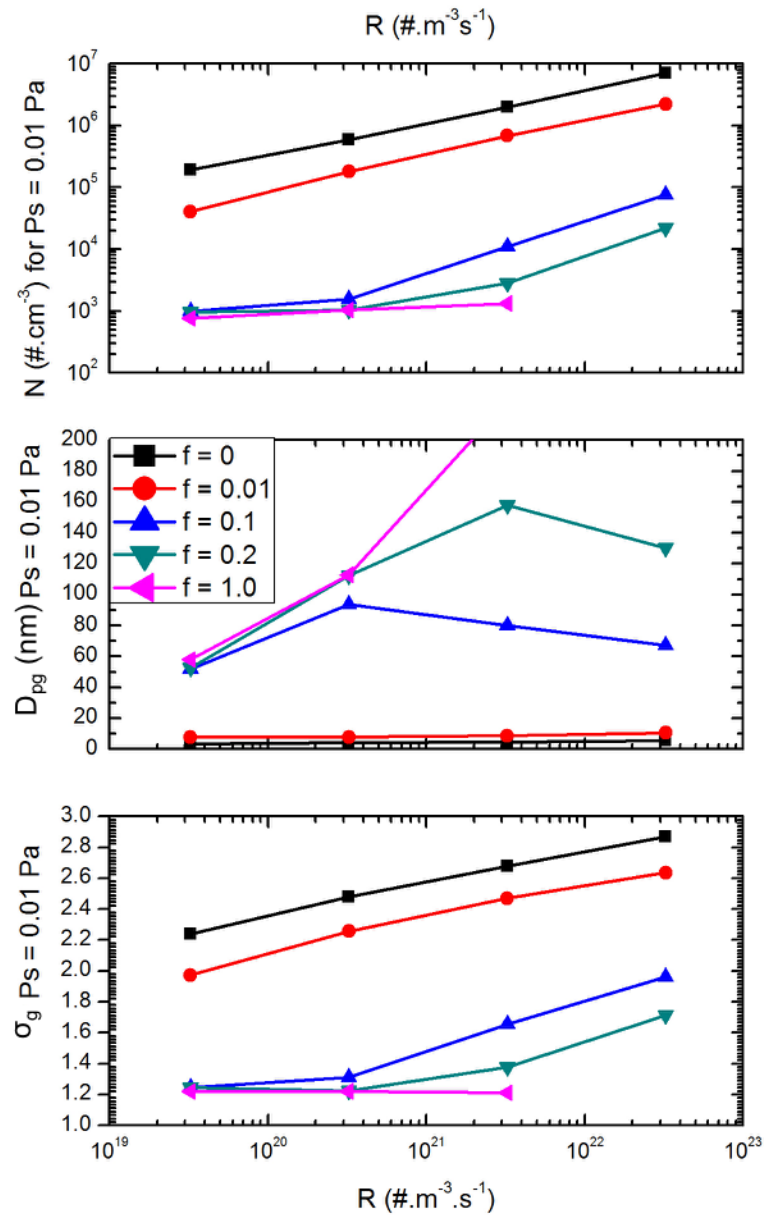 R (#.m⁻³s⁻¹)
N (#.cm⁻³) for Ps = 0.01 Pa
10⁷
10⁶
10⁵
10⁴
10³
10²
D_pg (nm) Ps = 0.01 Pa
200
180
160
140
120
100
80
60
40
20
0
f = 0
f = 0.01
f = 0.1
f = 0.2
f = 1.0
σ_g Ps = 0.01 Pa
3.0
2.8
2.6
2.4
2.2
2.0
1.8
1.6
1.4
1.2
1.0
10¹⁹ 10²⁰ 10²¹ 10²² 10²³
R (#.m⁻³.s⁻¹)